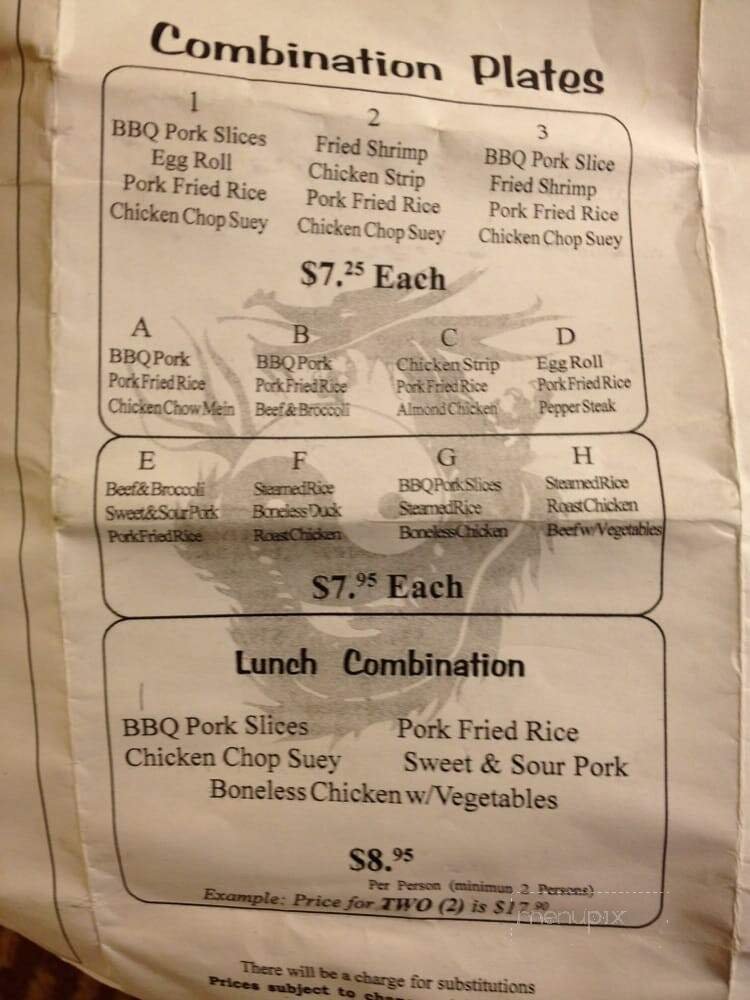 Combination Plates
1
BBQ Pork Slices
Egg Roll
Pork Fried Rice
Chicken Chop Suey
2
Fried Shrimp
Chicken Strip
Pork Fried Rice
Chicken Chop Suey
3
BBQ Pork Slice
Fried Shrimp
Pork Fried Rice
Chicken Chop Suey
$7.25 Each
A
BBQ Pork
Pork Fried Rice
Chicken Chow Mein
B
BBQ Pork
Pork Fried Rice
Beef & Broccoli
C
Chicken Strip
Pork Fried Rice
Almond Chicken
D
Egg Roll
Pork Fried Rice
Pepper Steak
E
Beef & Broccoli
Sweet & Sour Pork
Pork Fried Rice
F
Steamed Rice
Boneless Duck
Roast Chicken
G
BBQ Pork Slices
Steamed Rice
Boneless Chicken
H
Steamed Rice
Roast Chicken
Beef w/Vegetables
$7.95 Each
Lunch Combination
BBQ Pork Slices Pork Fried Rice
Chicken Chop Suey Sweet & Sour Pork
Boneless Chicken w/Vegetables
$8.95
Per Person (minimun 2 Persons)
Example: Price for TWO (2) is $17.90
menupix
There will be a charge for substitutions
Prices subject to